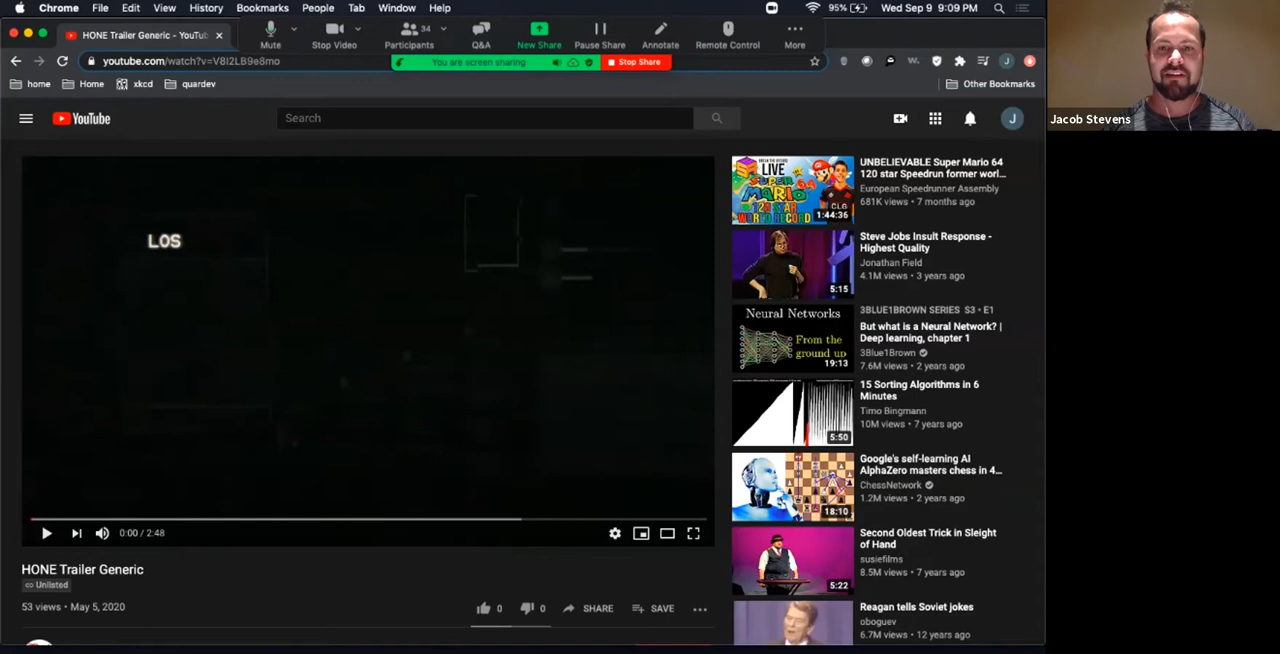 Chrome File Edit View History Bookmarks People Tab Window Help 95% Wed Sep 9 9:09 PM
HONE Trailer Generic - YouTub
Mute Stop Video Participants 34 Q&A New Share Pause Share Annotate Remote Control More
youtube.com/watch?v=V8I2LB9e8mo
You are screen sharing Stop Share
home Home xkcd quardev Other Bookmarks
YouTube
Search
J
Jacob Stevens
LOS
0:00 / 2:48
HONE Trailer Generic
Unlisted
53 views • May 5, 2020
0 0 SHARE SAVE
LIVE
SUPER
MARIO 64
120 STAR
WORLD RECORD
CLG
1:44:36
UNBELIEVABLE Super Mario 64
120 star Speedrun former worl...
European Speedrunner Assembly
681K views • 7 months ago
5:15
Steve Jobs Insult Response -
Highest Quality
Jonathan Field
4.1M views • 3 years ago
Neural Networks
From the
ground up
19:13
3BLUE1BROWN SERIES S3 • E1
But what is a Neural Network? |
Deep learning, chapter 1
3Blue1Brown
7.6M views • 2 years ago
5:50
15 Sorting Algorithms in 6
Minutes
Timo Bingmann
10M views • 7 years ago
18:10
Google's self-learning AI
AlphaZero masters chess in 4...
ChessNetwork
1.2M views • 2 years ago
5:22
Second Oldest Trick in Sleight
of Hand
susiefilms
8.5M views • 7 years ago
Reagan tells Soviet jokes
oboguev
6.7M views • 12 years ago